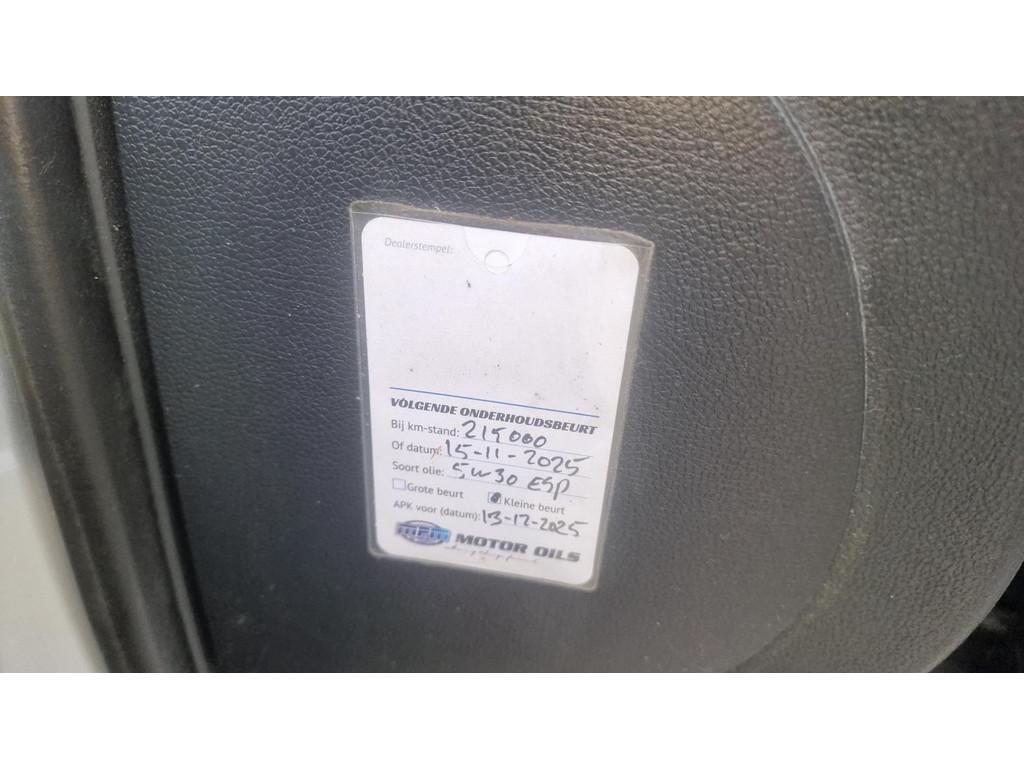 Dealerstempel:
VOLGENDE ONDERHOUDSBEURT
Bij km-stand: 215000
Of datum: 15-11-2025
Soort olie: 5W30 ESP
Grote beurt Kleine beurt
APK voor (datum): 13-12-2025
MPM MOTOR OILS